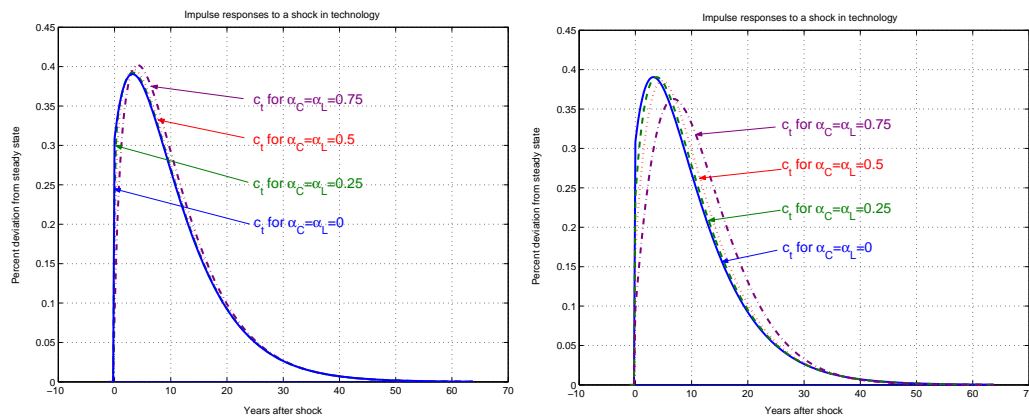 Impulse responses to a shock in technology
Percent deviation from steady state
0.45
0.4
0.35
0.3
0.25
0.2
0.15
0.1
0.05
0
c_t for α_C=α_L=0.75
c_t for α_C=α_L=0.5
c_t for α_C=α_L=0.25
c_t for α_C=α_L=0
−10 0 10 20 30 40 50 60 70
Years after shock
Impulse responses to a shock in technology
Percent deviation from steady state
0.45
0.4
0.35
0.3
0.25
0.2
0.15
0.1
0.05
0
c_t for α_C=α_L=0.75
c_t for α_C=α_L=0.5
c_t for α_C=α_L=0.25
c_t for α_C=α_L=0
−10 0 10 20 30 40 50 60 70
Years after shock